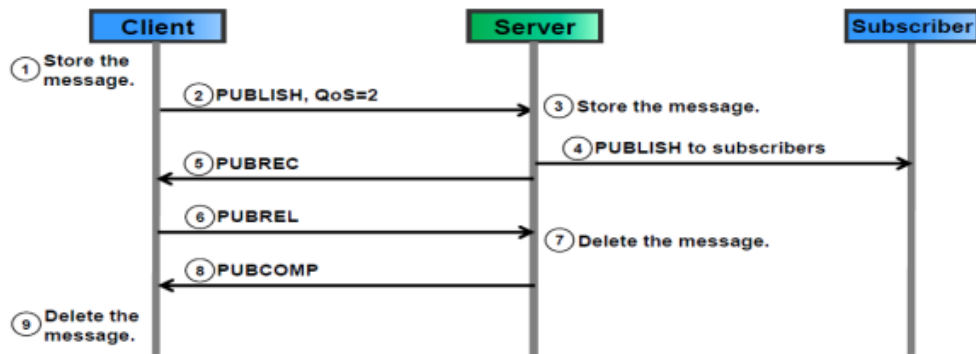 Client
Server
Subscriber
1 Store the
message.
2 PUBLISH, QoS=2
3 Store the message.
4 PUBLISH to subscribers
5 PUBREC
6 PUBREL
7 Delete the message.
8 PUBCOMP
9 Delete the
message.